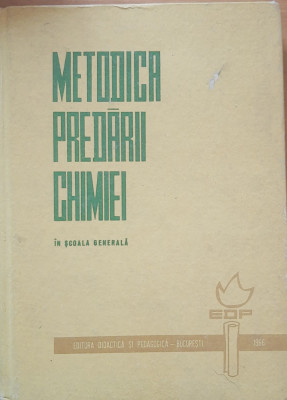 METODICA
PREDĂRII
CHIMIEI
ÎN ȘCOALA GENERALĂ
EDP
EDITURA DIDACTICĂ ȘI PEDAGOGICĂ – BUCUREȘTI